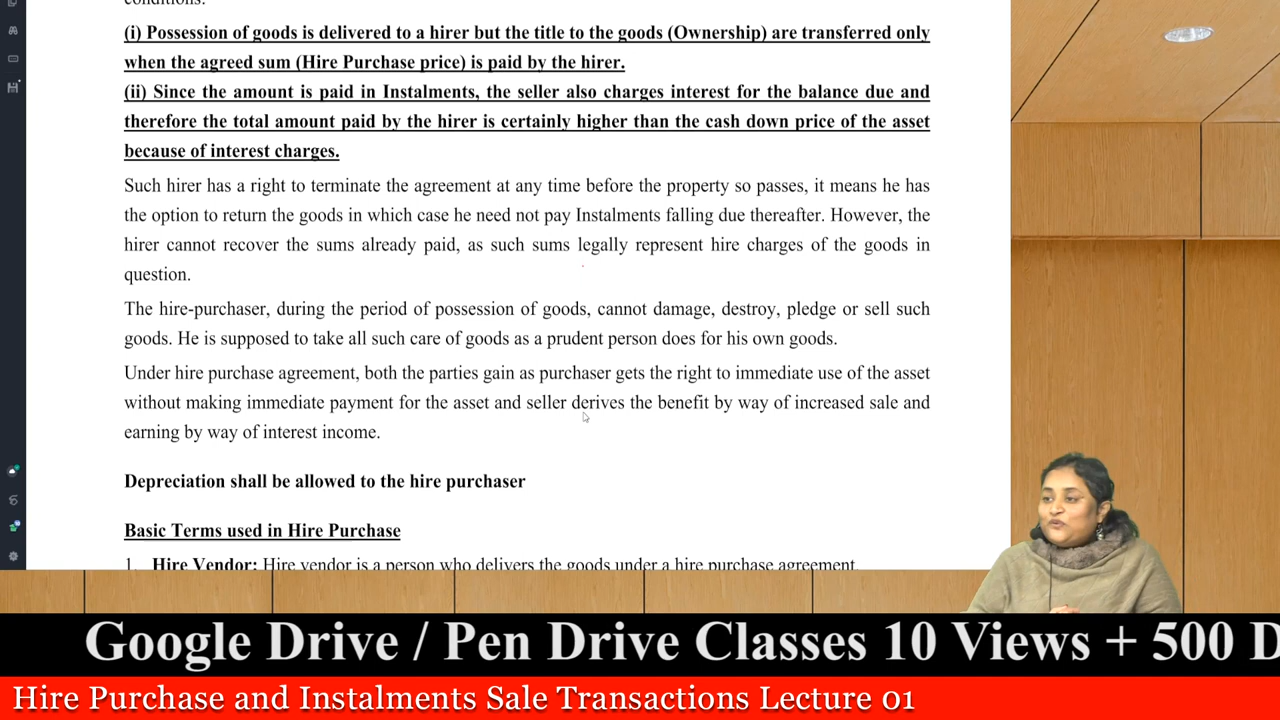 conditions:
(i) Possession of goods is delivered to a hirer but the title to the goods (Ownership) are transferred only
when the agreed sum (Hire Purchase price) is paid by the hirer.
(ii) Since the amount is paid in Instalments, the seller also charges interest for the balance due and
therefore the total amount paid by the hirer is certainly higher than the cash down price of the asset
because of interest charges.
Such hirer has a right to terminate the agreement at any time before the property so passes, it means he has
the option to return the goods in which case he need not pay Instalments falling due thereafter. However, the
hirer cannot recover the sums already paid, as such sums legally represent hire charges of the goods in
question.
The hire-purchaser, during the period of possession of goods, cannot damage, destroy, pledge or sell such
goods. He is supposed to take all such care of goods as a prudent person does for his own goods.
Under hire purchase agreement, both the parties gain as purchaser gets the right to immediate use of the asset
without making immediate payment for the asset and seller derives the benefit by way of increased sale and
earning by way of interest income.
Depreciation shall be allowed to the hire purchaser
Basic Terms used in Hire Purchase
1. Hire Vendor: Hire vendor is a person who delivers the goods under a hire purchase agreement.
Google Drive / Pen Drive Classes 10 Views + 500 D
Hire Purchase and Instalments Sale Transactions Lecture 01